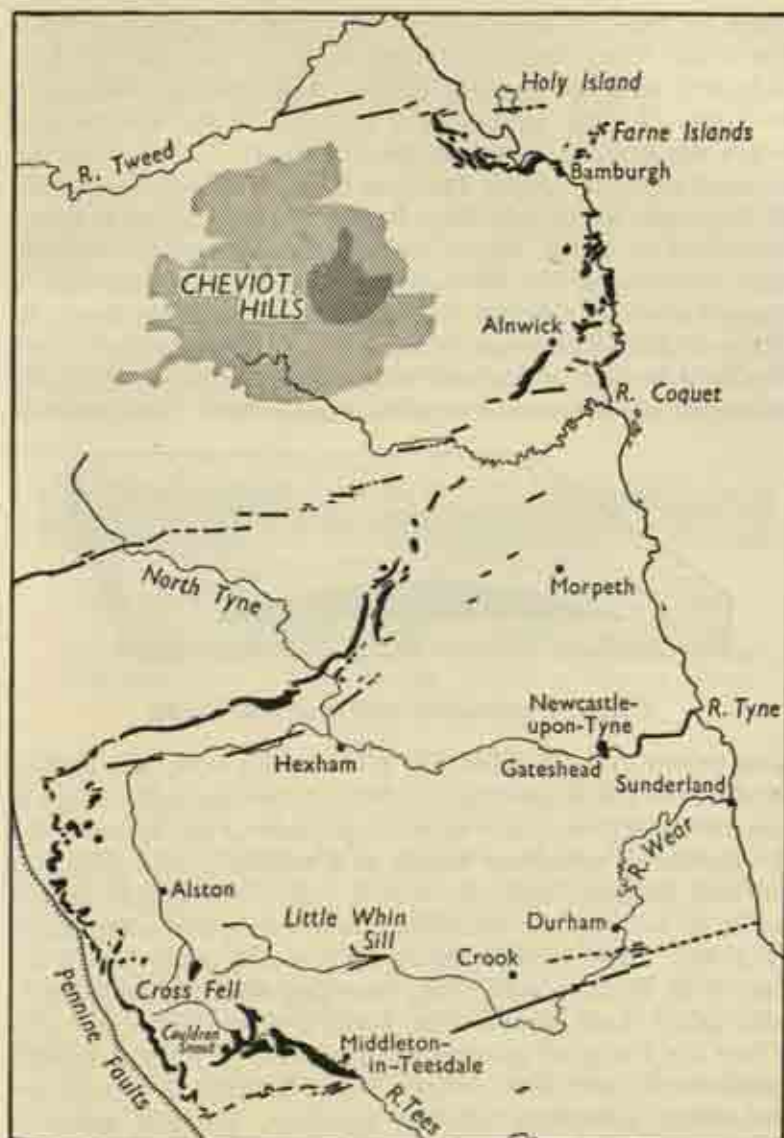 Holy Island
Farne Islands
R. Tweed
Bamburgh
CHEVIOT
HILLS
Alnwick
R. Coquet
North Tyne
Morpeth
Newcastle-
upon-Tyne
R. Tyne
Hexham
Gateshead
Sunderland
R. Wear
Alston
Little Whin
Sill
Durham
Crook
Cross Fell
Pennine Faults
Cauldron
Snout
Middleton-
in-Teesdale
R. Tees